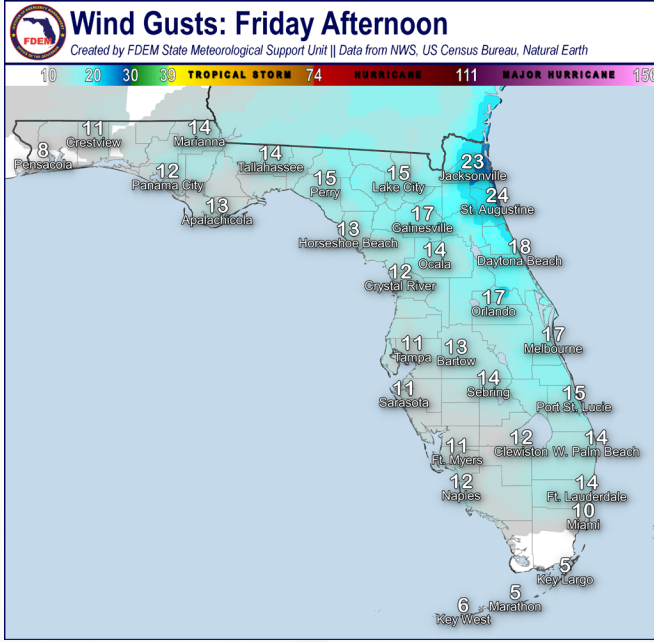 Wind Gusts: Friday Afternoon
Created by FDEM State Meteorological Support Unit || Data from NWS, US Census Bureau, Natural Earth
FDEM
10 20 30 39 TROPICAL STORM 74 HURRICANE 111 MAJOR HURRICANE 156
11
Crestview
14
Marianna
8
Pensacola
12
Panama City
13
Apalachicola
14
Tallahassee
15
Perry
15
Lake City
23
Jacksonville
24
St. Augustine
17
Gainesville
13
Horseshoe Beach
14
Ocala
18
Daytona Beach
12
Crystal River
17
Orlando
17
Melbourne
11
Tampa
13
Bartow
14
Sebring
11
Sarasota
15
Port St. Lucie
11
Ft. Myers
12
Clewiston
14
W. Palm Beach
12
Naples
14
Ft. Lauderdale
10
Miami
5
Key Largo
5
Marathon
6
Key West